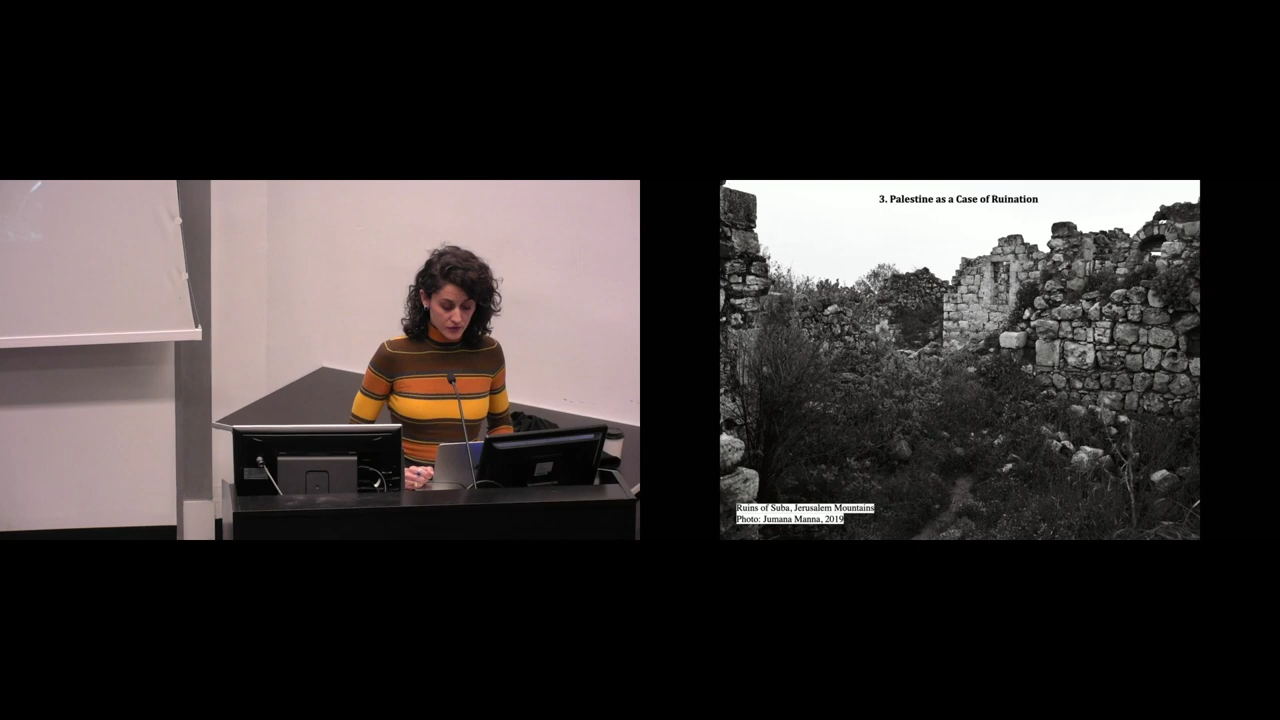 3. Palestine as a Case of Ruination
Ruins of Suba, Jerusalem Mountains
Photo: Jumana Manna, 2019